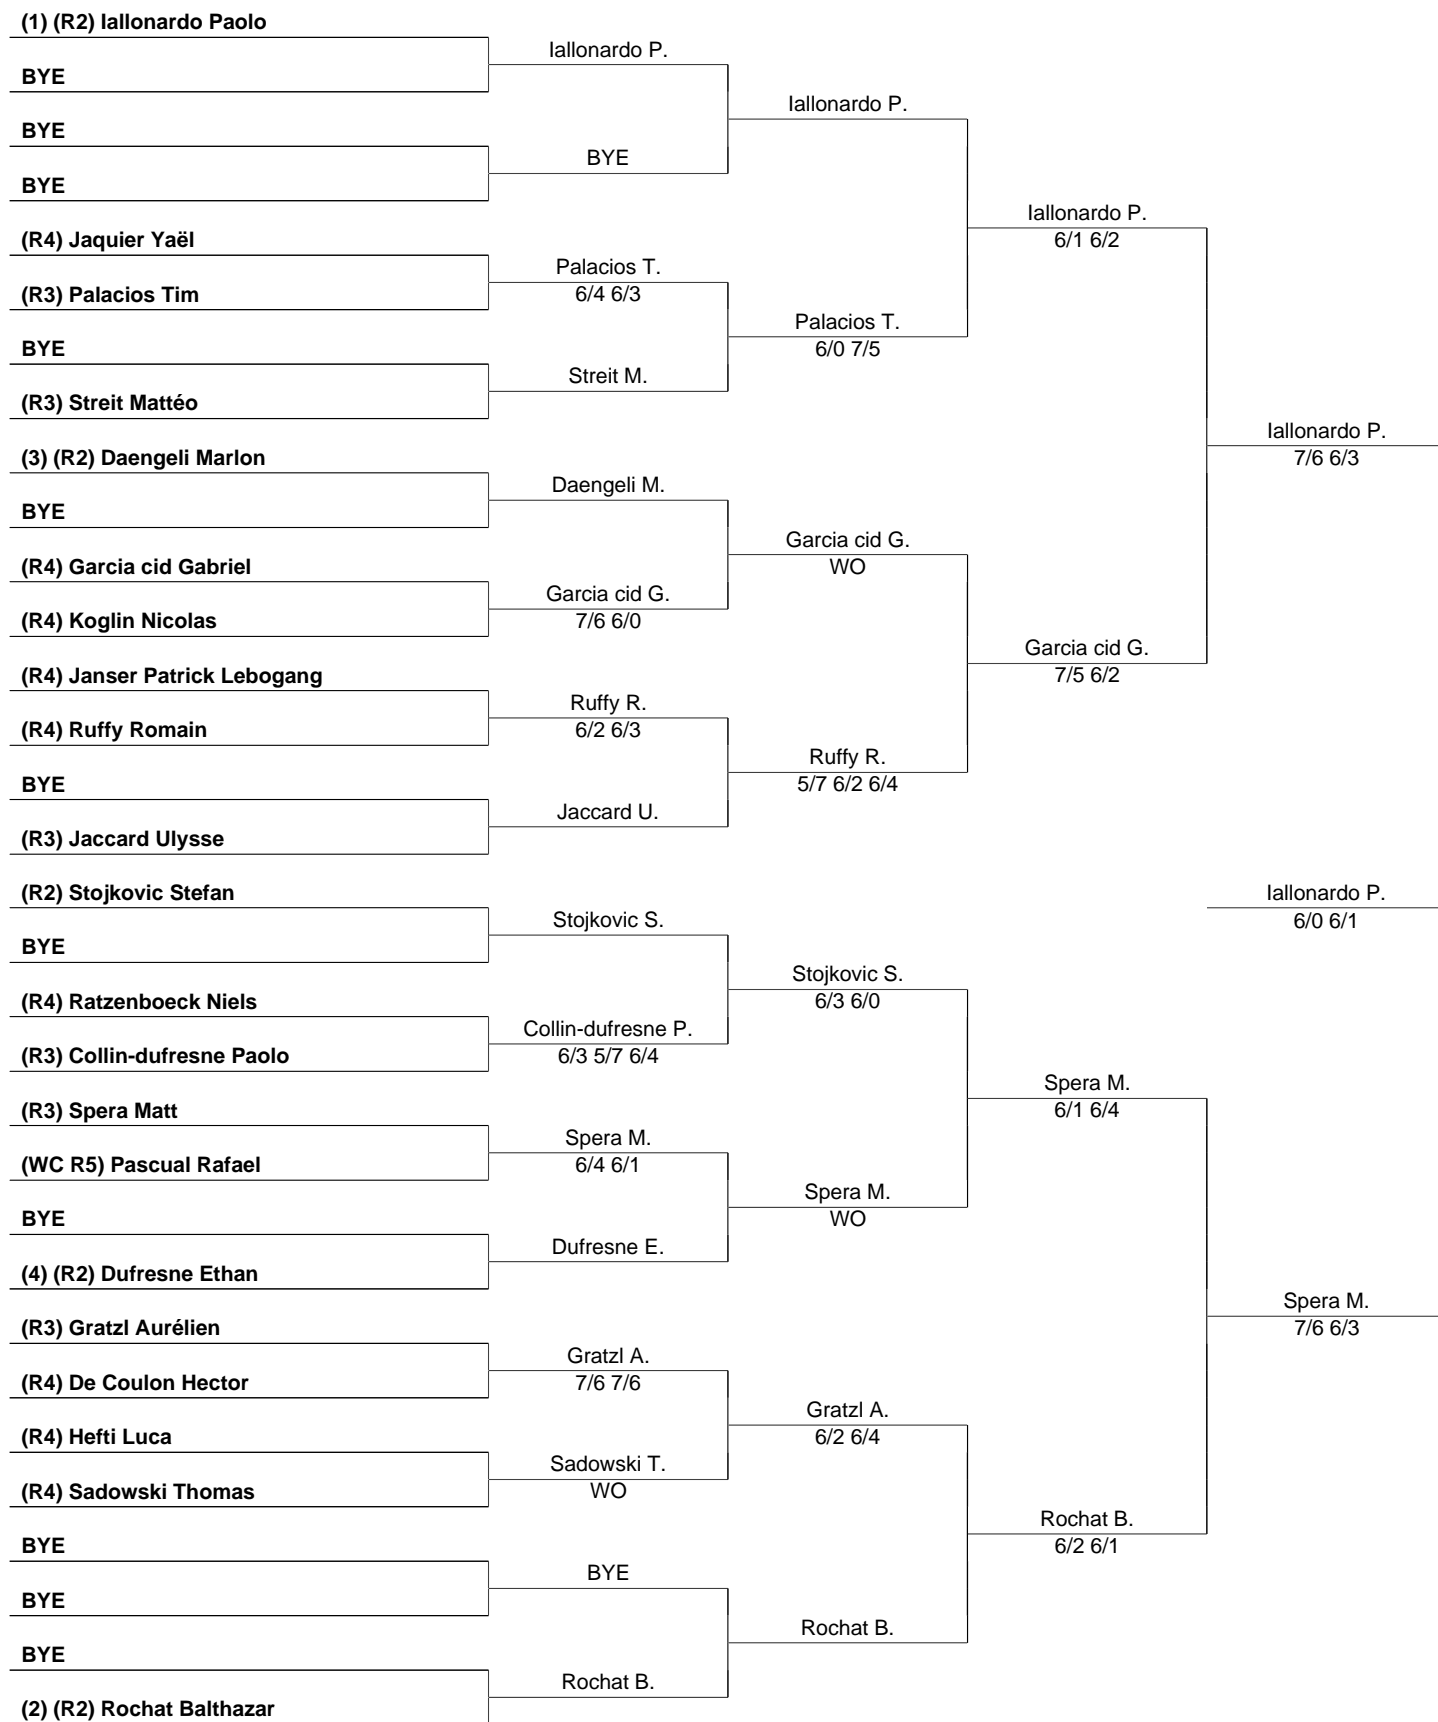 (1) (R2) Iallonardo Paolo
Iallonardo P.
BYE
Iallonardo P.
BYE
BYE
BYE
Iallonardo P.
6/1 6/2
(R4) Jaquier Yaël
Palacios T.
6/4 6/3
(R3) Palacios Tim
Palacios T.
6/0 7/5
BYE
Streit M.
(R3) Streit Mattéo
Iallonardo P.
7/6 6/3
(3) (R2) Daengeli Marlon
Daengeli M.
BYE
Garcia cid G.
WO
(R4) Garcia cid Gabriel
Garcia cid G.
7/6 6/0
(R4) Koglin Nicolas
Garcia cid G.
7/5 6/2
(R4) Janser Patrick Lebogang
Ruffy R.
6/2 6/3
(R4) Ruffy Romain
Ruffy R.
5/7 6/2 6/4
BYE
Jaccard U.
(R3) Jaccard Ulysse
(R2) Stojkovic Stefan
Iallonardo P.
6/0 6/1
Stojkovic S.
BYE
Stojkovic S.
6/3 6/0
(R4) Ratzenboeck Niels
Collin-dufresne P.
6/3 5/7 6/4
(R3) Collin-dufresne Paolo
Spera M.
6/1 6/4
(R3) Spera Matt
Spera M.
6/4 6/1
(WC R5) Pascual Rafael
Spera M.
WO
BYE
Dufresne E.
(4) (R2) Dufresne Ethan
Spera M.
7/6 6/3
(R3) Gratzl Aurélien
Gratzl A.
7/6 7/6
(R4) De Coulon Hector
Gratzl A.
6/2 6/4
(R4) Hefti Luca
Sadowski T.
WO
(R4) Sadowski Thomas
Rochat B.
6/2 6/1
BYE
BYE
BYE
Rochat B.
BYE
Rochat B.
(2) (R2) Rochat Balthazar